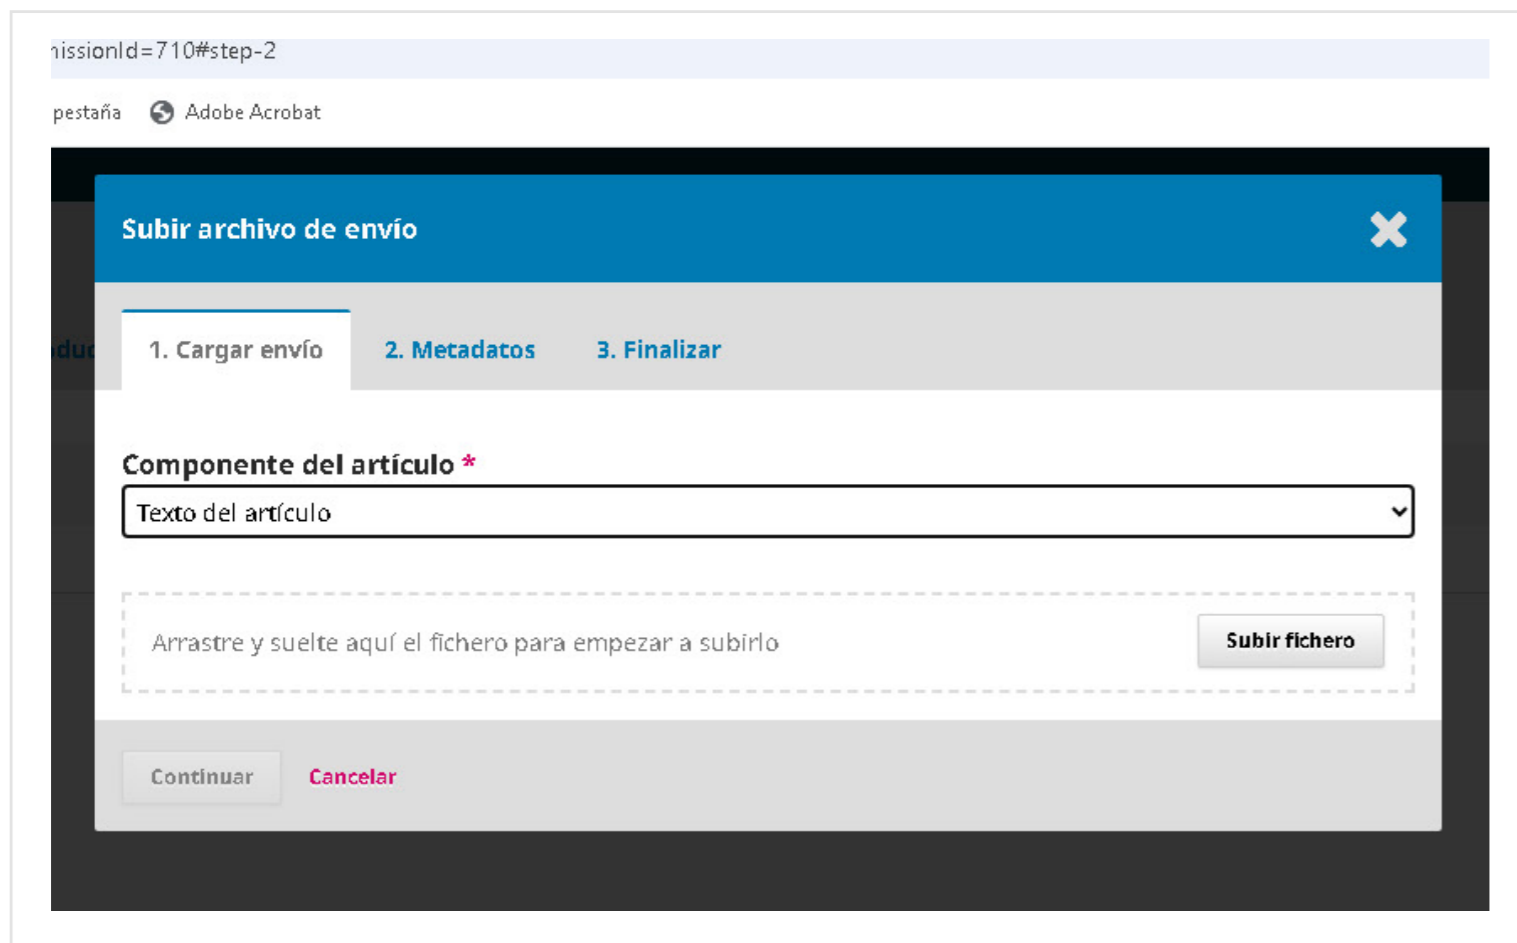 missionId=710#step-2
pestaña Adobe Acrobat
Subir archivo de envío
1. Cargar envío 2. Metadatos 3. Finalizar
Componente del artículo *
Texto del artículo
Arrastre y suelte aquí el fichero para empezar a subirlo Subir fichero
Continuar Cancelar